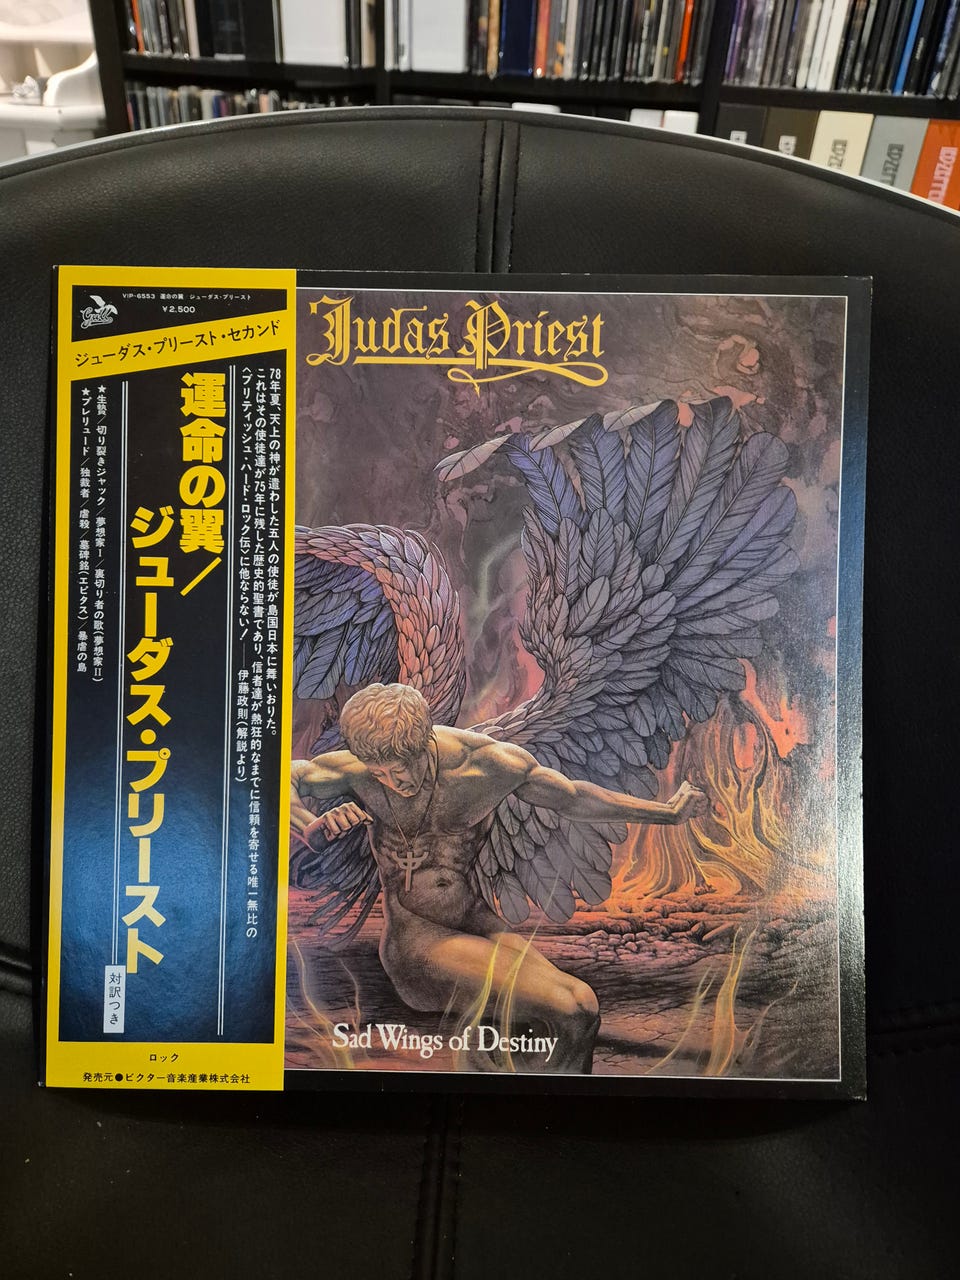 Gull
VIP-6553 運命の翼 ジューダス・プリースト
¥2,500
ジューダス・プリースト・セカンド
78年夏、天上の神が遣わした五人の使徒が島国日本に舞いおりた。
これはその使徒達が75年に残した歴史的聖書であり、信者達が熱狂的なまでに信頼を寄せる唯一無比の
〈ブリティッシュ・ハード・ロック伝〉に他ならない!――伊藤政則(解説より)
運命の翼/
ジューダス・プリースト
★生贄/切り裂きジャック/夢想家I/裏切り者の歌(夢想家II)
★プレリュード/独裁者/虐殺/墓碑銘(エピタス)/暴虐の島
対訳つき
ロック
発売元●ビクター音楽産業株式会社
Judas Priest
Sad Wings of Destiny